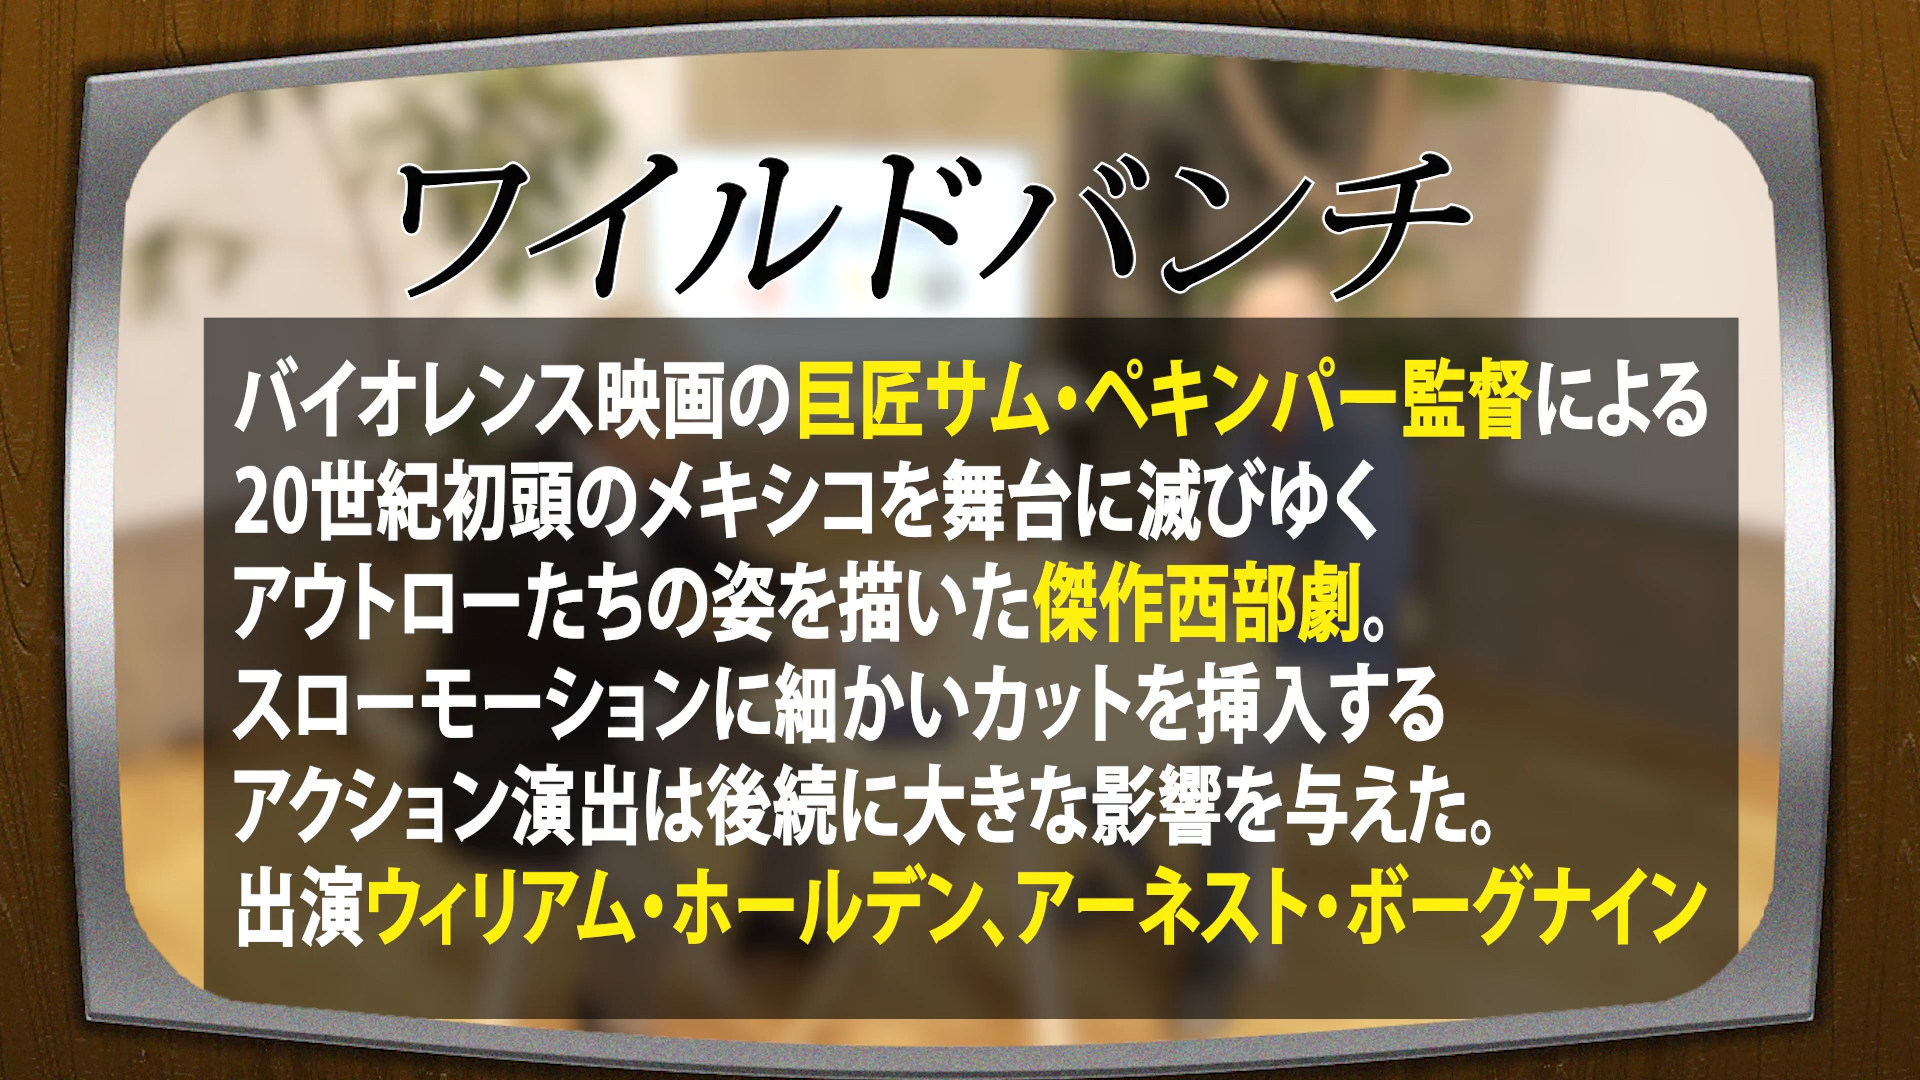 ワイルドバンチ
バイオレンス映画の巨匠サム・ペキンパー監督による
20世紀初頭のメキシコを舞台に滅びゆく
アウトローたちの姿を描いた傑作西部劇。
スローモーションに細かいカットを挿入する
アクション演出は後続に大きな影響を与えた。
出演ウィリアム・ホールデン、アーネスト・ボーグナイン